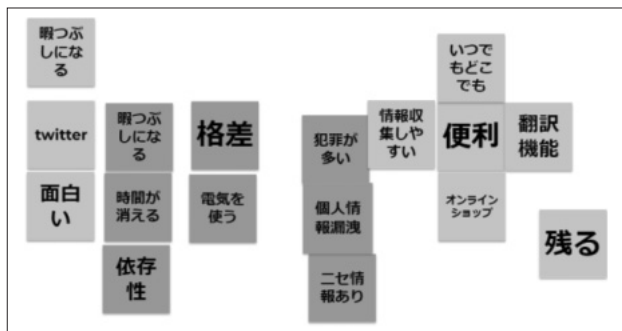 暇つぶ
しにな
る
twitter
面白
い
暇つぶ
しにな
る
時間が
消える
依存
性
格差
電気を
使う
犯罪が
多い
個人情
報漏洩
ニセ情
報あり
情報収
集しや
すい
いつで
もどこ
でも
便利
オンライン
ショップ
翻訳
機能
残る